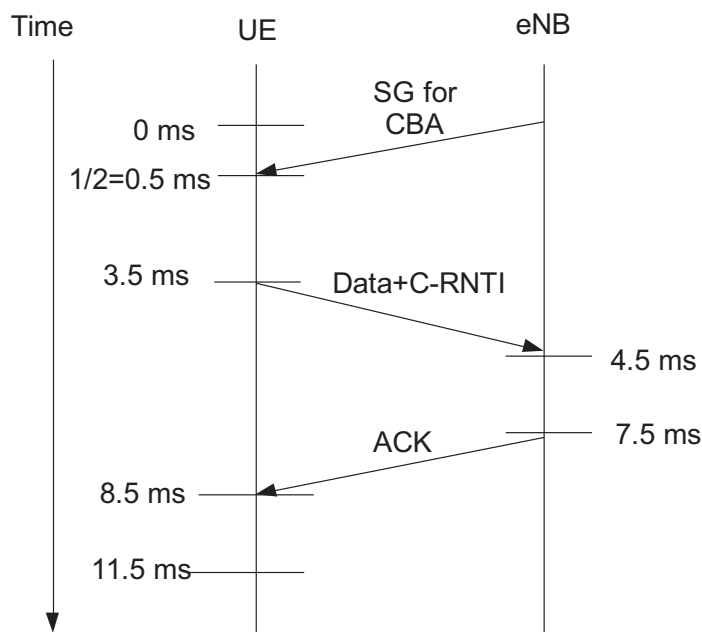 Time
UE
eNB
SG for
CBA
0 ms
1/2=0.5 ms
3.5 ms
Data+C-RNTI
4.5 ms
7.5 ms
ACK
8.5 ms
11.5 ms